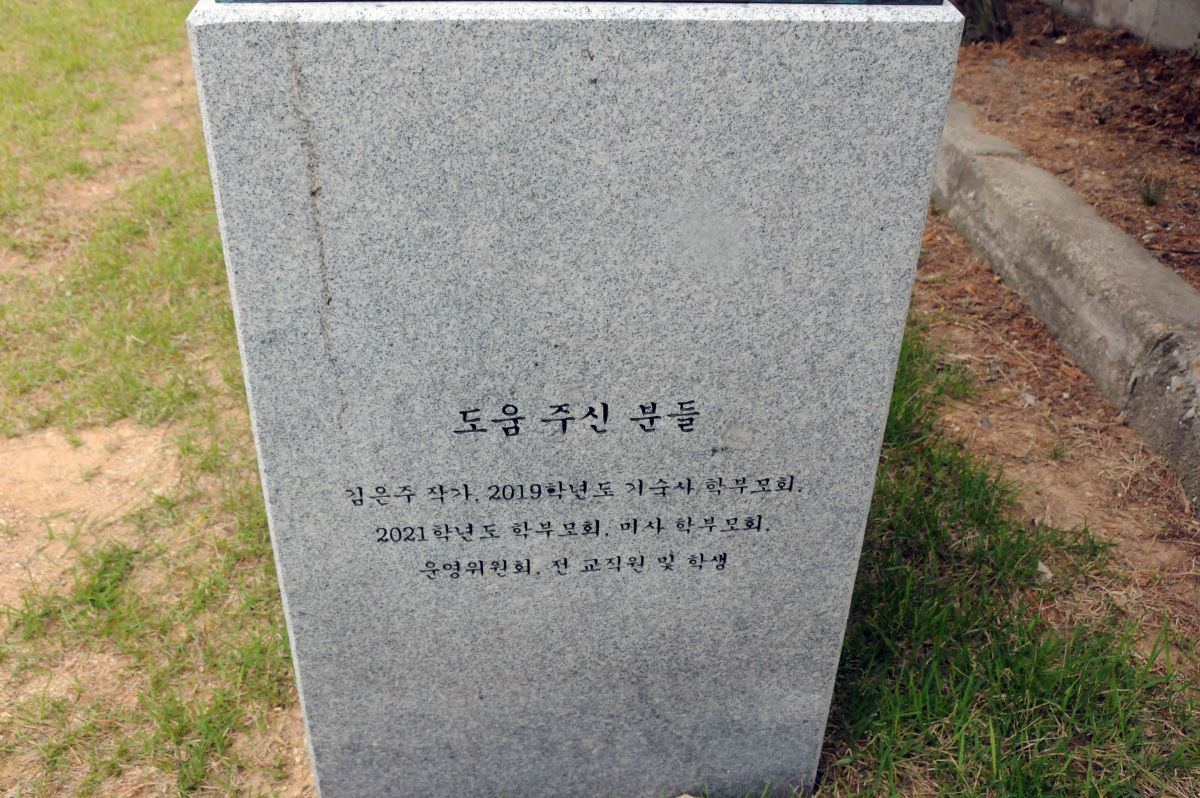 도움 주신 분들
김은주 작가, 2019학년도 기숙사 학부모회,
2021학년도 학부모회, 미사 학부모회,
운영위원회, 전 교직원 및 학생